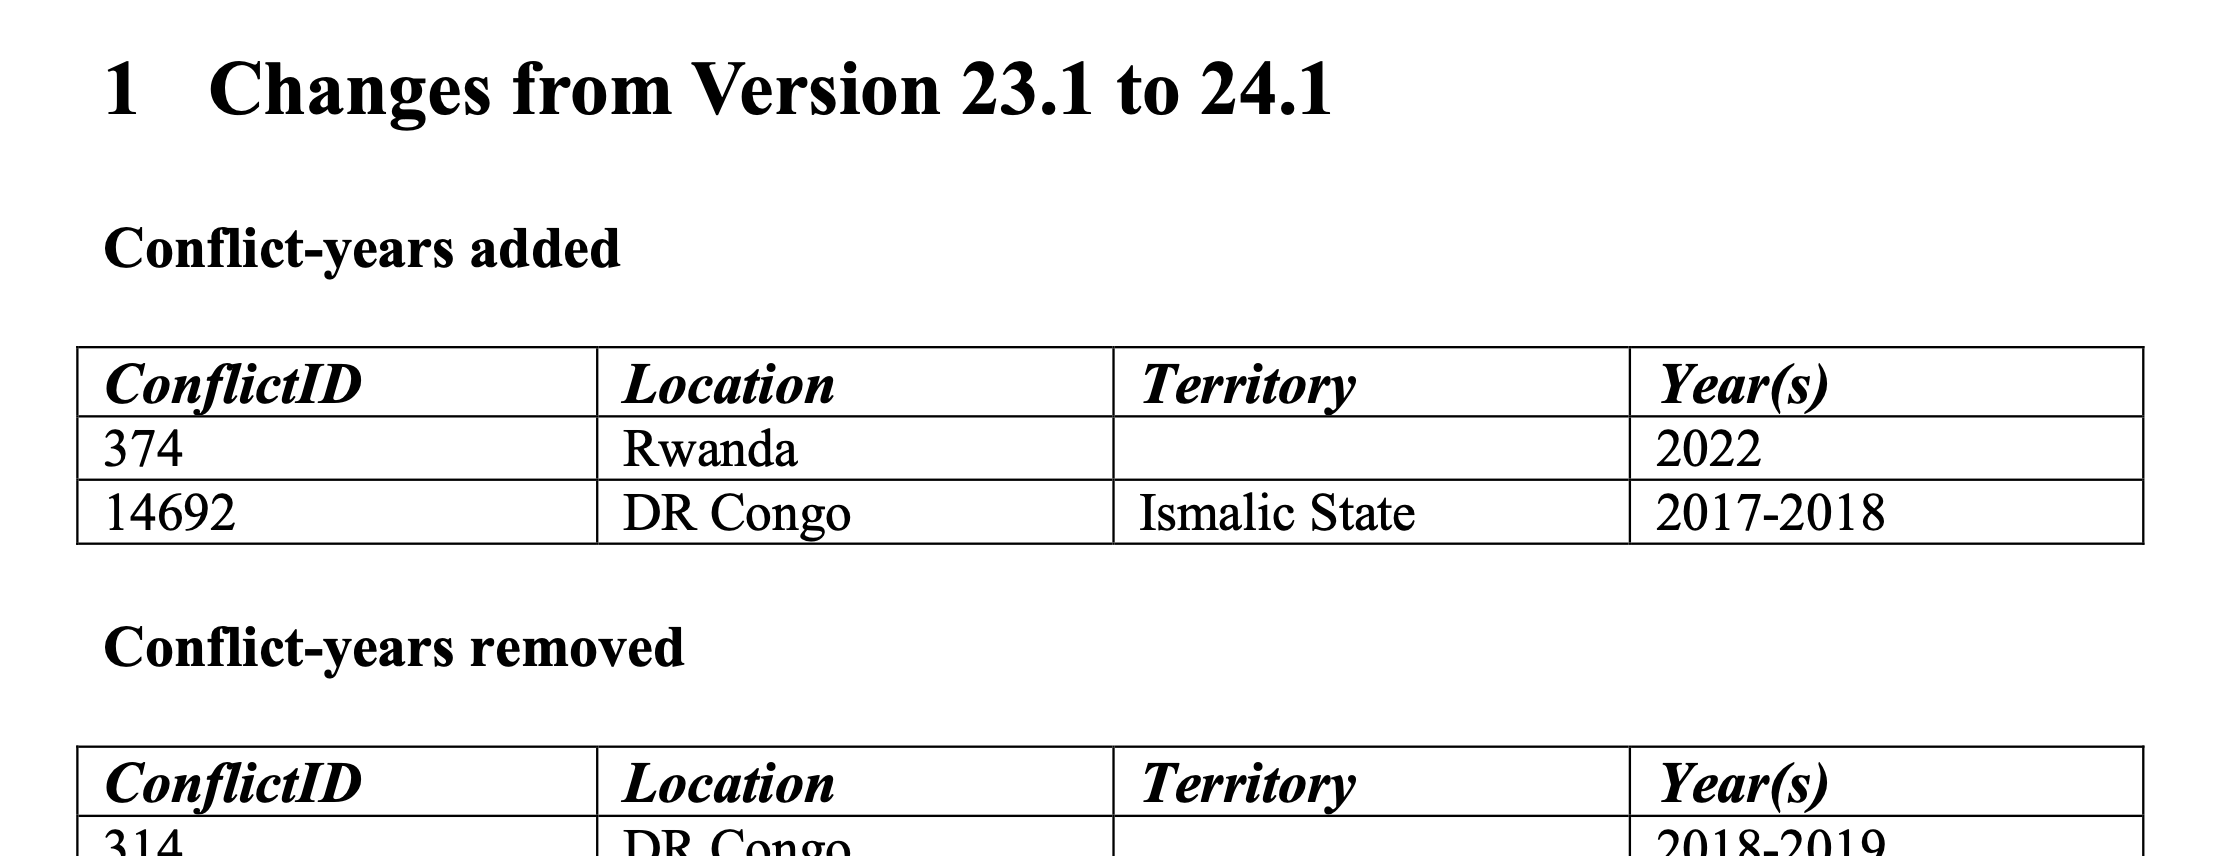 1 Changes from Version 23.1 to 24.1
Conflict-years added
ConflictID Location Territory Year(s)
374 Rwanda 2022
14692 DR Congo Ismalic State 2017-2018
Conflict-years removed
ConflictID Location Territory Year(s)
314 DR Congo 2018-2019